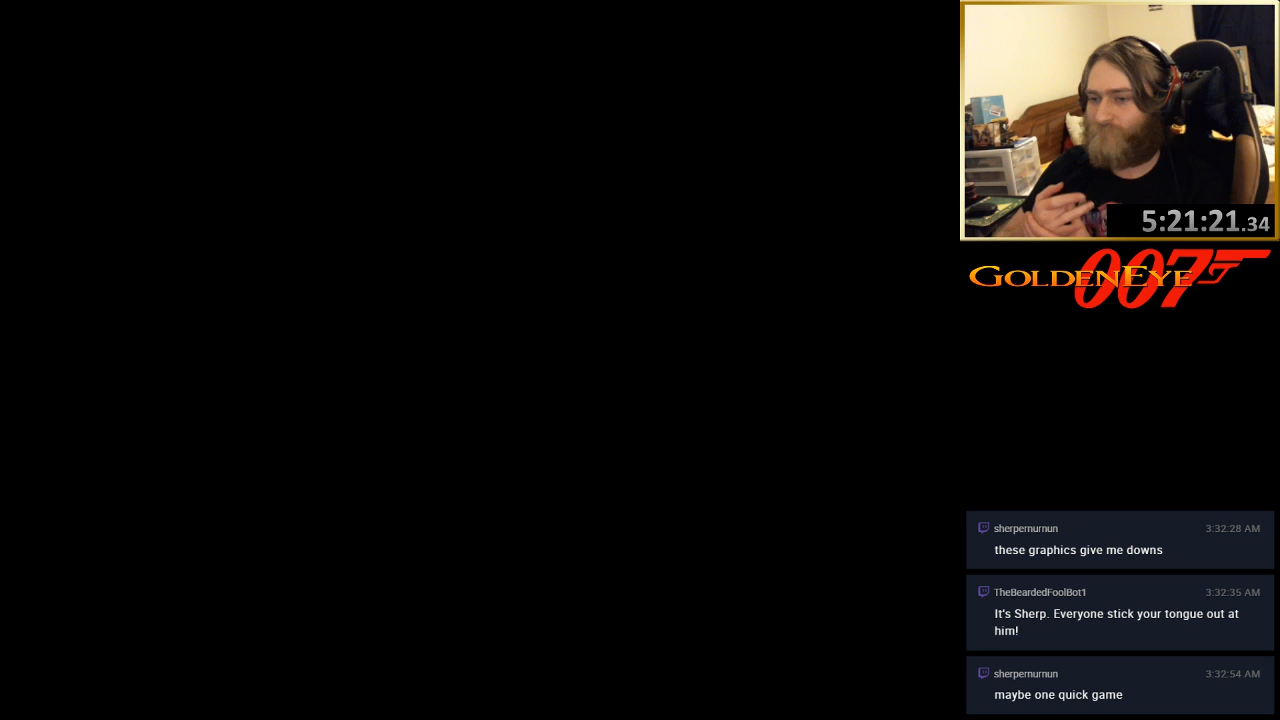 5:21:21.34
GOLDENEYE 007
sherpernurnun 3:32:28 AM
these graphics give me downs
TheBeardedFoolBot1 3:32:35 AM
It's Sherp. Everyone stick your tongue out at
him!
sherpernurnun 3:32:54 AM
maybe one quick game